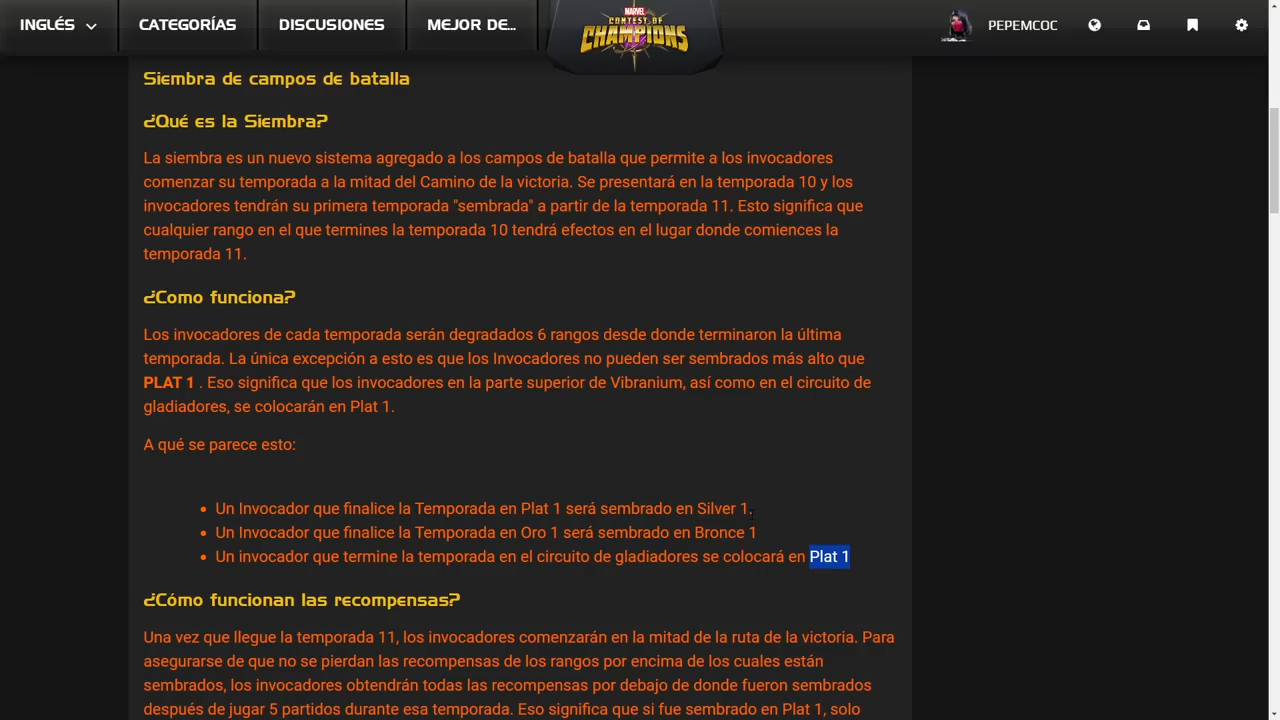 INGLÉS
CATEGORÍAS
DISCUSIONES
MEJOR DE...
MARVEL
CONTEST OF
CHAMPIONS
PEPEMCOC
Siembra de campos de batalla
¿Qué es la Siembra?
La siembra es un nuevo sistema agregado a los campos de batalla que permite a los invocadores
comenzar su temporada a la mitad del Camino de la victoria. Se presentará en la temporada 10 y los
invocadores tendrán su primera temporada "sembrada" a partir de la temporada 11. Esto significa que
cualquier rango en el que termines la temporada 10 tendrá efectos en el lugar donde comiences la
temporada 11.
¿Como funciona?
Los invocadores de cada temporada serán degradados 6 rangos desde donde terminaron la última
temporada. La única excepción a esto es que los Invocadores no pueden ser sembrados más alto que
PLAT 1 . Eso significa que los invocadores en la parte superior de Vibranium, así como en el circuito de
gladiadores, se colocarán en Plat 1.
A qué se parece esto:
• Un Invocador que finalice la Temporada en Plat 1 será sembrado en Silver 1.
• Un Invocador que finalice la Temporada en Oro 1 será sembrado en Bronce 1
• Un invocador que termine la temporada en el circuito de gladiadores se colocará en Plat 1
¿Cómo funcionan las recompensas?
Una vez que llegue la temporada 11, los invocadores comenzarán en la mitad de la ruta de la victoria. Para
asegurarse de que no se pierdan las recompensas de los rangos por encima de los cuales están
sembrados, los invocadores obtendrán todas las recompensas por debajo de donde fueron sembrados
después de jugar 5 partidos durante esa temporada. Eso significa que si fue sembrado en Plat 1, solo